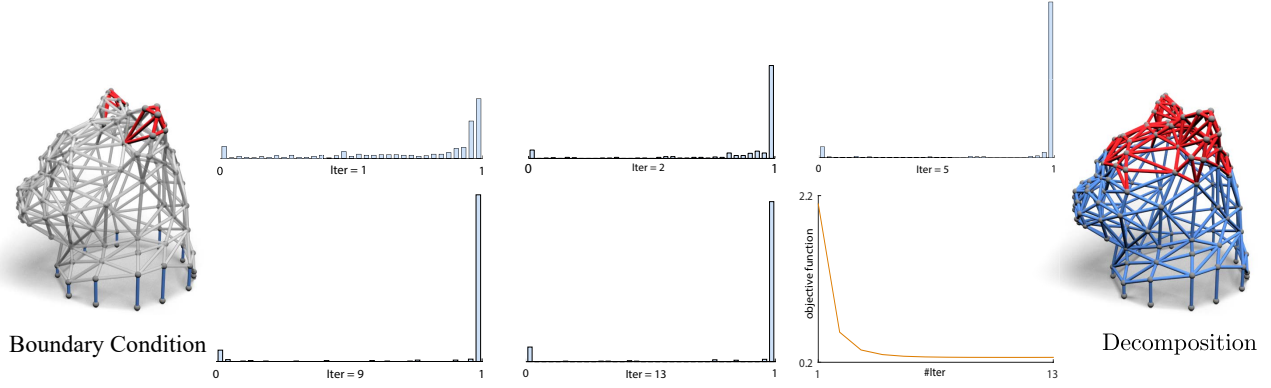 0 Iter = 1 1
0 Iter = 2 1
0 Iter = 5 1
Boundary Condition
0 Iter = 9 1
0 Iter = 13 1
2.2
objective function
0.2
1 #Iter 13
Decomposition